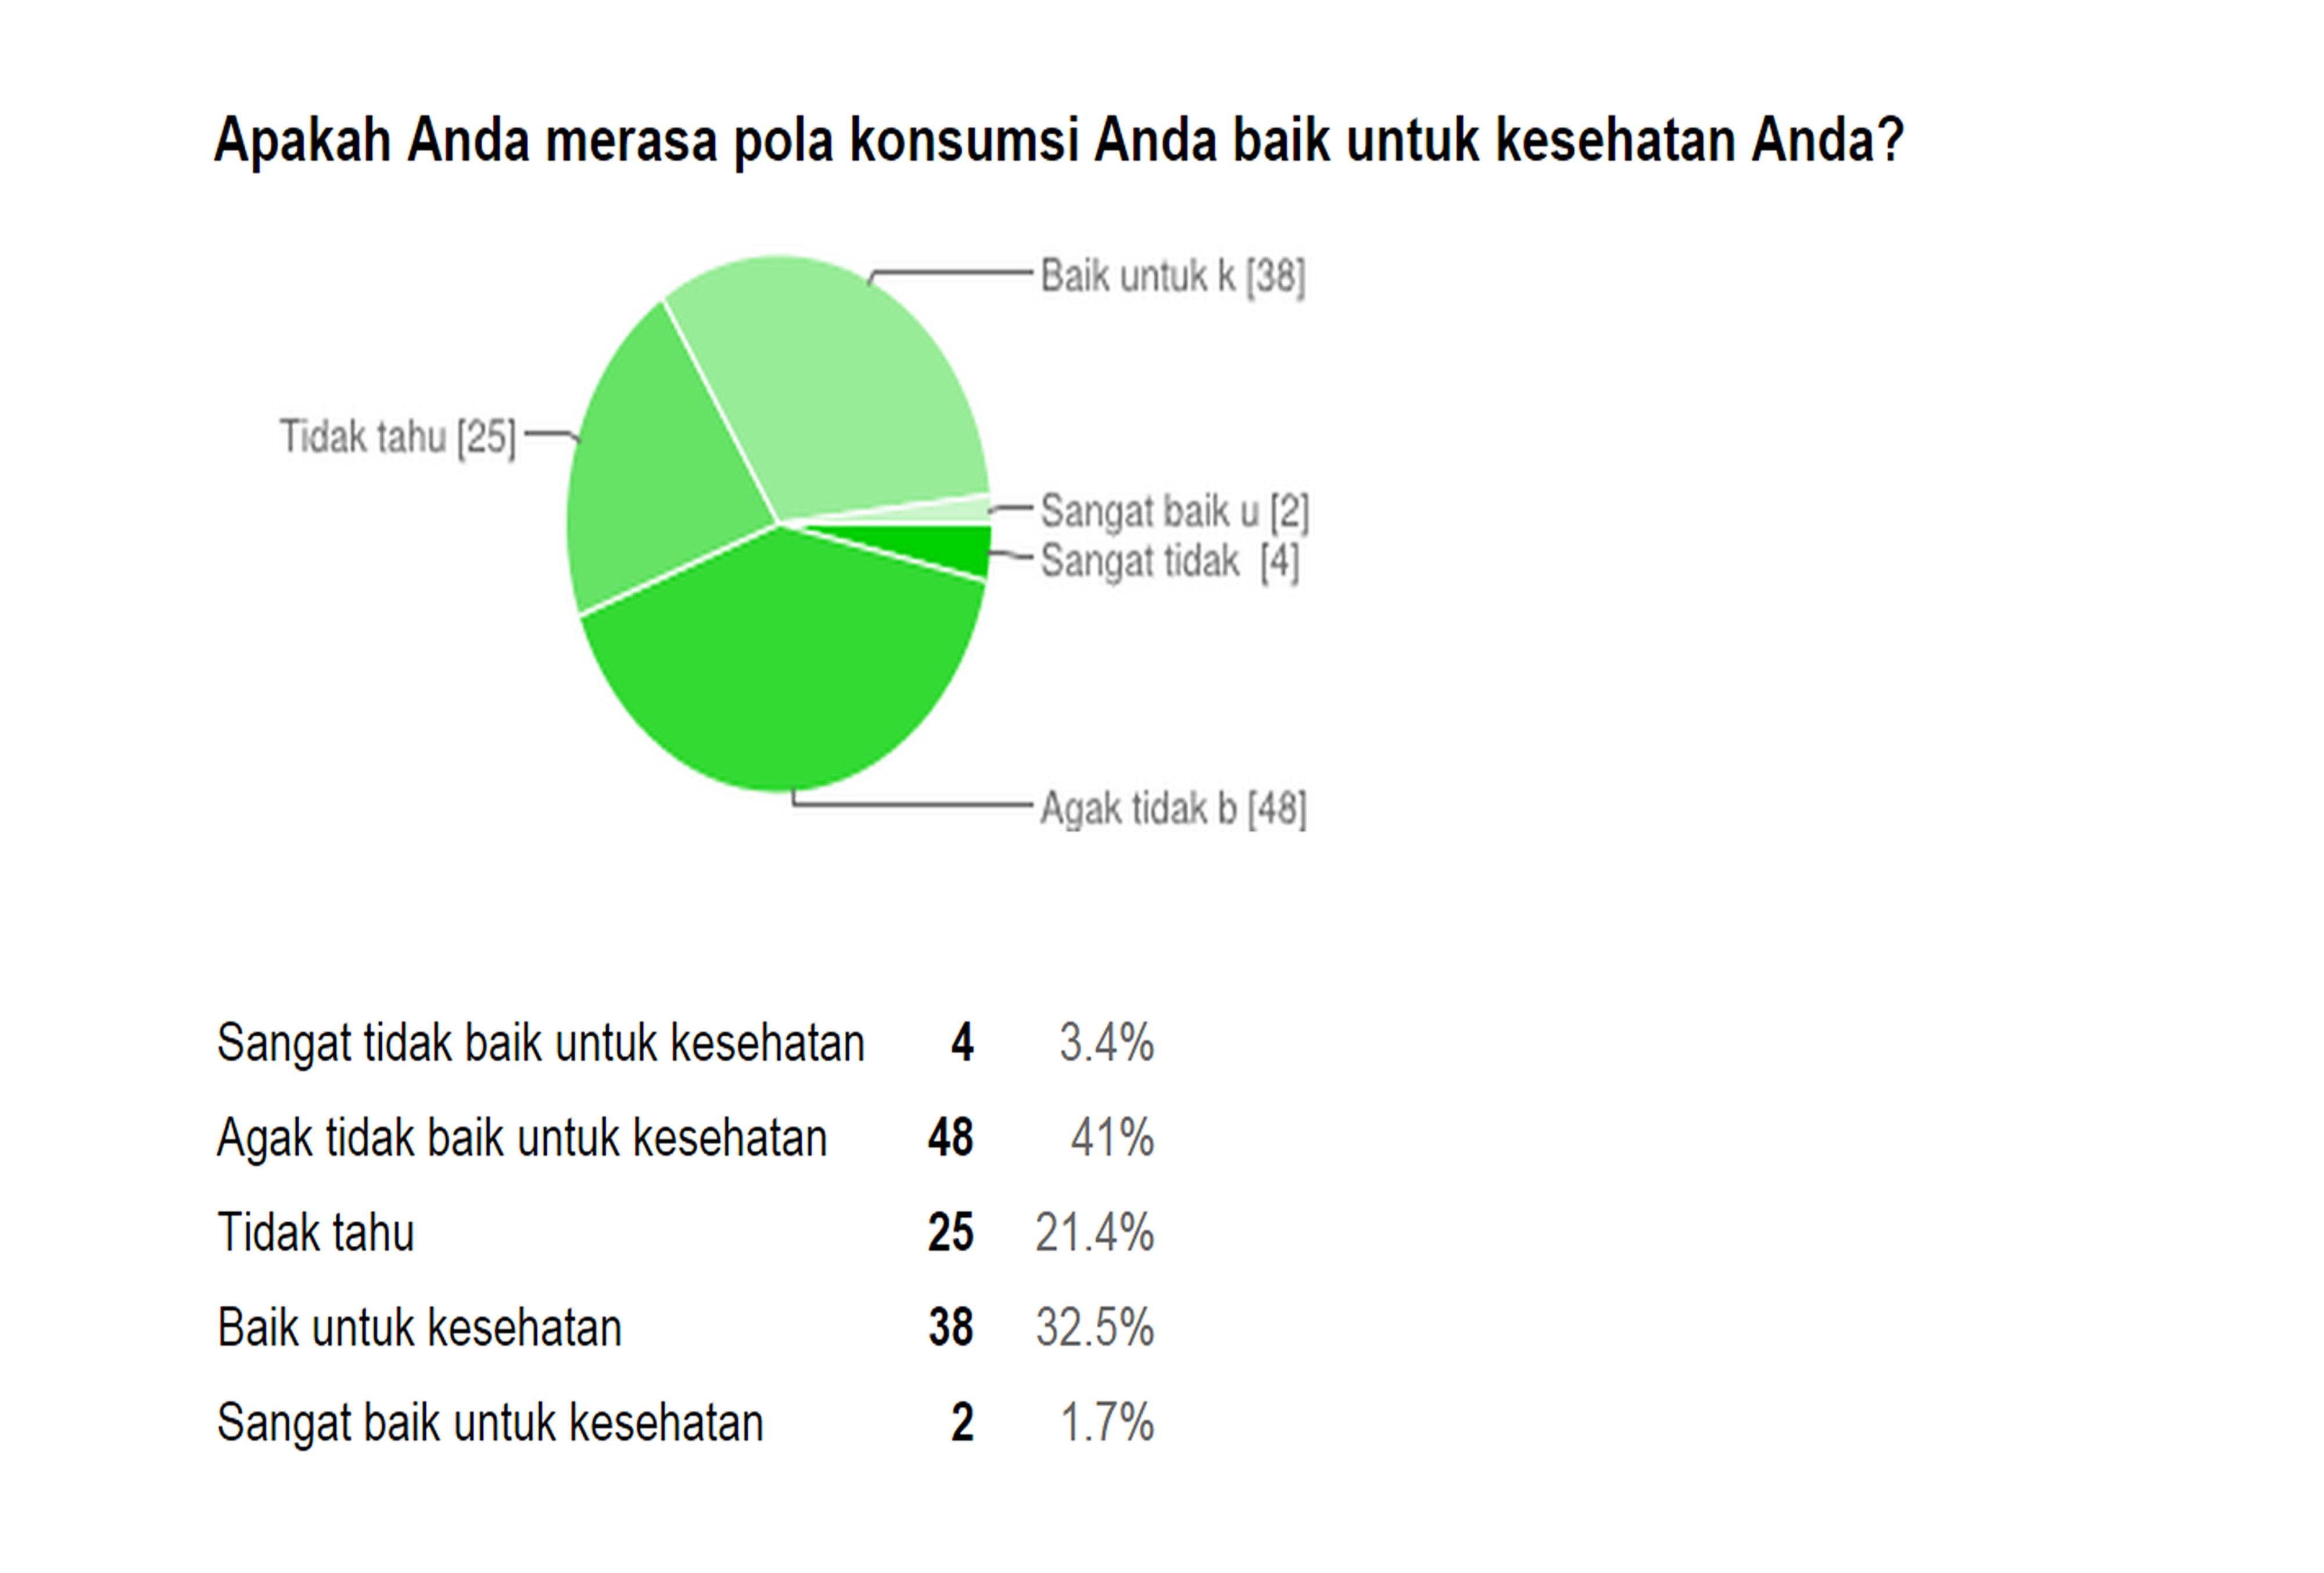 Apakah Anda merasa pola konsumsi Anda baik untuk kesehatan Anda?
Baik untuk k [38]
Tidak tahu [25]
Sangat baik u [2]
Sangat tidak [4]
Agak tidak b [48]
Sangat tidak baik untuk kesehatan 4 3.4%
Agak tidak baik untuk kesehatan 48 41%
Tidak tahu 25 21.4%
Baik untuk kesehatan 38 32.5%
Sangat baik untuk kesehatan 2 1.7%